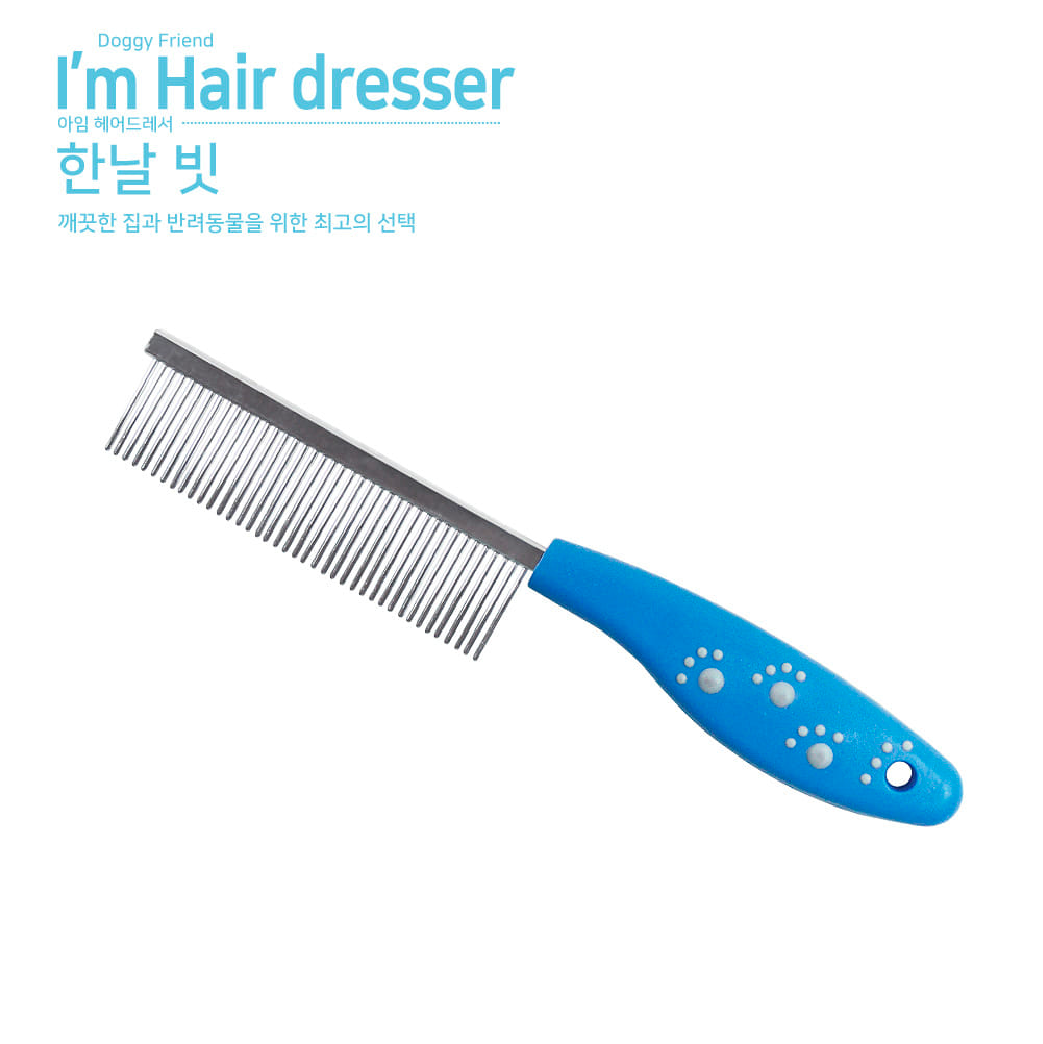 Doggy Friend
I'm Hair dresser
아임 헤어드레서
한날 빗
깨끗한 집과 반려동물을 위한 최고의 선택